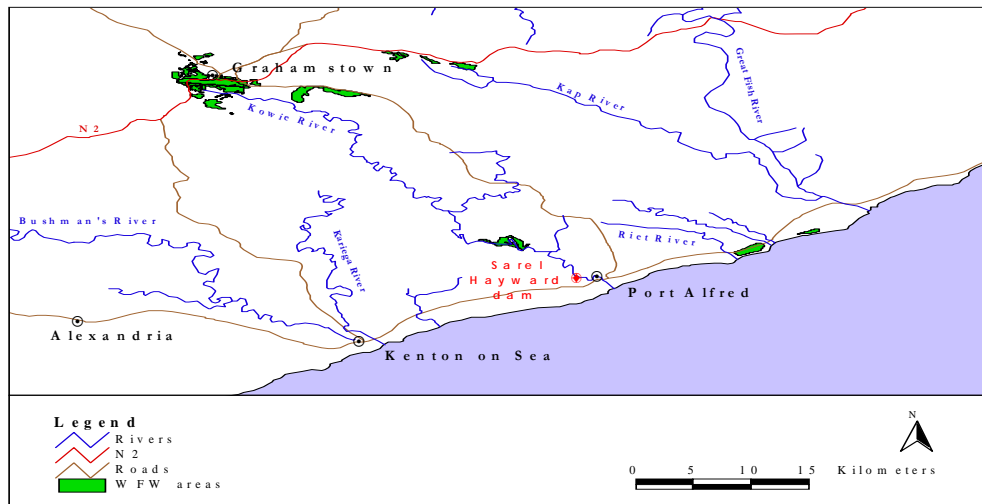 Grahamstown
Great Fish River
Kap River
Kowie River
N2
Bushman's River
Kariega River
Riet River
Sarel
Hayward
dam
Port Alfred
Alexandria
Kenton on Sea
Legend
Rivers
N2
Roads
WFW areas
N
0 5 10 15 Kilometers